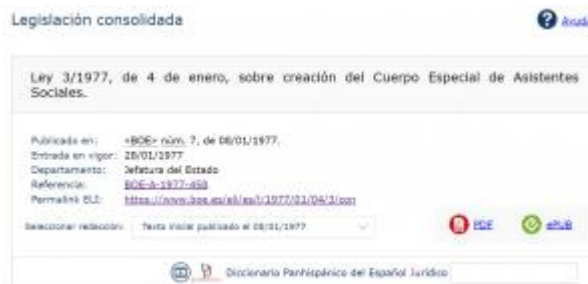 Legislación consolidada
Ayuda
Ley 3/1977, de 4 de enero, sobre creación del Cuerpo Especial de Asistentes
Sociales.
Publicada en: «BOE» núm. 7, de 08/01/1977.
Entrada en vigor: 28/01/1977
Departamento: Jefatura del Estado
Referencia: BOE-A-1977-458
Permalink ELI: https://www.boe.es/eli/es/l/1977/01/04/3/con
Seleccionar redacción: Texto inicial publicado el 08/01/1977
PDF
ePUB
Diccionario Panhispánico del Español Jurídico